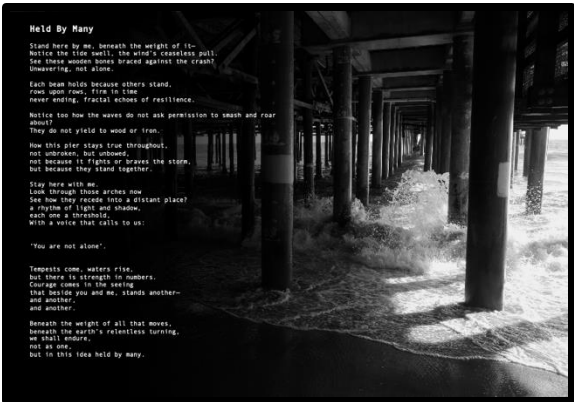 Held By Many
Stand here by me, beneath the weight of it—
Notice the tide swell, the wind's ceaseless pull.
See these wooden bones braced against the crash?
Unwavering, not alone.
Each beam holds because others stand,
rows upon rows, firm in time
never ending, fractal echoes of resilience.
Notice too how the waves do not ask permission to smash and roar
about?
They do not yield to wood or iron.
How this pier stays true throughout,
not unbroken, but unbowed,
not because it fights or braves the storm,
but because they stand together.
Stay here with me.
Look through those arches now
See how they recede into a distant place?
a rhythm of light and shadow,
each one a threshold,
With a voice that calls to us:
'You are not alone'.
Tempests come, waters rise,
but there is strength in numbers.
Courage comes in the seeing
that beside you and me, stands another—
and another,
and another.
Beneath the weight of all that moves,
beneath the earth's relentless turning,
we shall endure,
not as one,
but in this idea held by many.